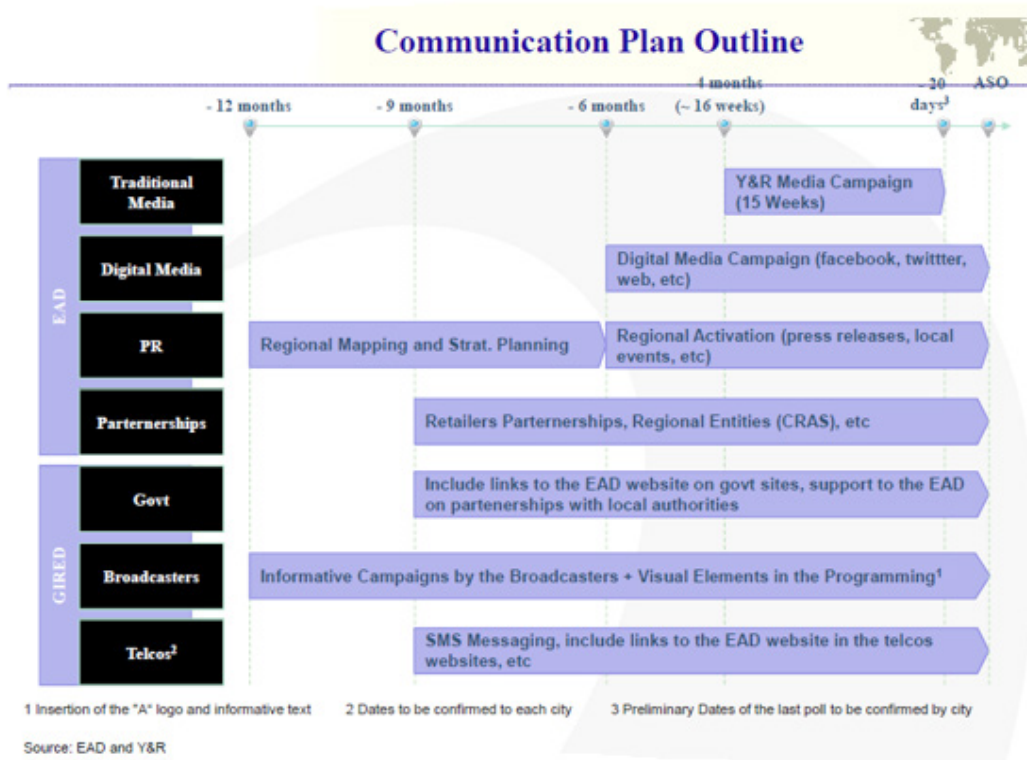 Communication Plan Outline
- 12 months
- 9 months
- 6 months
4 months
(~ 16 weeks)
- 20
days3
ASO
EAD
Traditional
Media
Y&R Media Campaign
(15 Weeks)
Digital Media
Digital Media Campaign (facebook, twittter,
web, etc)
PR
Regional Mapping and Strat. Planning
Regional Activation (press releases, local
events, etc)
Parternerships
Retailers Parternerships, Regional Entities (CRAS), etc
GIRED
Govt
Include links to the EAD website on govt sites, support to the EAD
on partenerships with local authorities
Broadcasters
Informative Campaigns by the Broadcasters + Visual Elements in the Programming1
Telcos2
SMS Messaging, include links to the EAD website in the telcos
websites, etc
1 Insertion of the "A" logo and informative text
2 Dates to be confirmed to each city
3 Preliminary Dates of the last poll to be confirmed by city
Source: EAD and Y&R